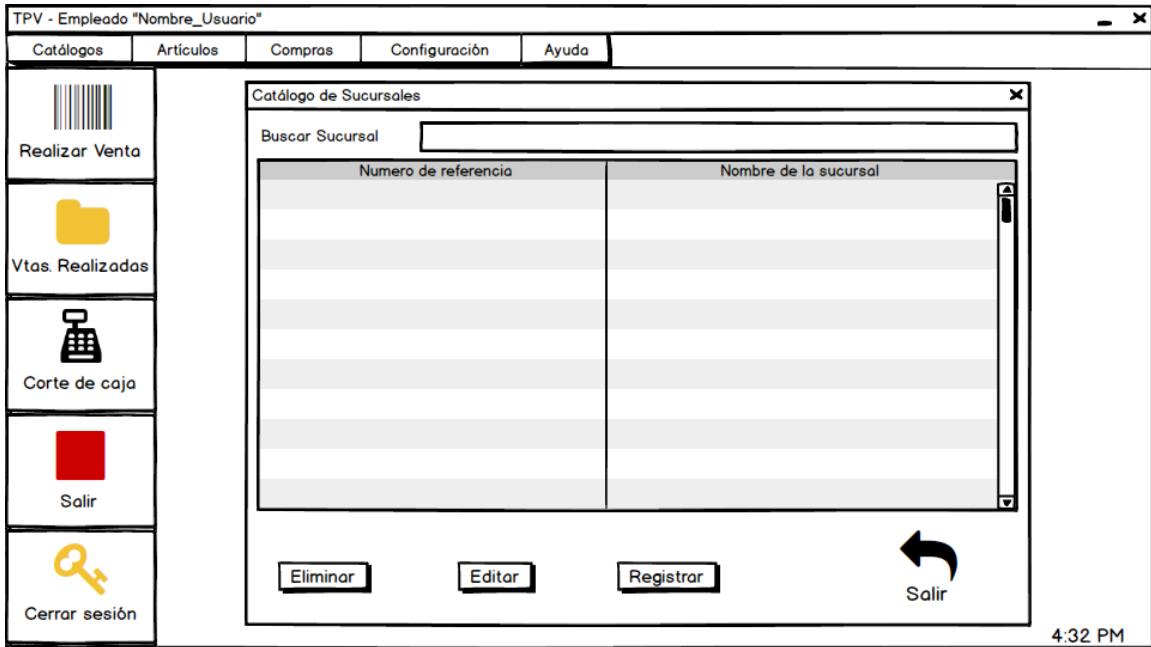 TPV - Empleado "Nombre_Usuario"
Catálogos Artículos Compras Configuración Ayuda
Realizar Venta
Vtas. Realizadas
Corte de caja
Salir
Cerrar sesión
Catálogo de Sucursales
Buscar Sucursal
Numero de referencia Nombre de la sucursal
Eliminar Editar Registrar Salir
4:32 PM